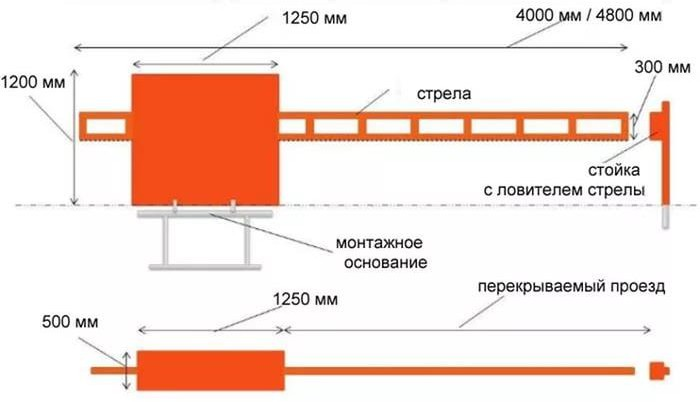 1250 мм
4000 мм / 4800 мм
1200 мм
300 мм
стрела
стойка
с ловителем стрелы
монтажное
основание
1250 мм
перекрываемый проезд
500 мм